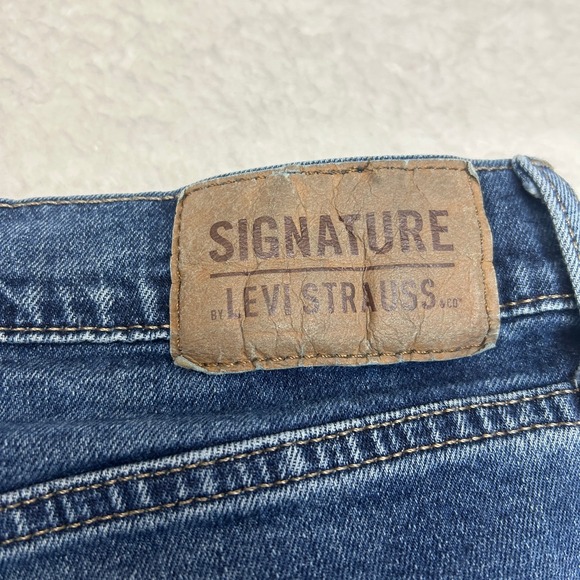 SIGNATURE
BY LEVI STRAUSS & CO™